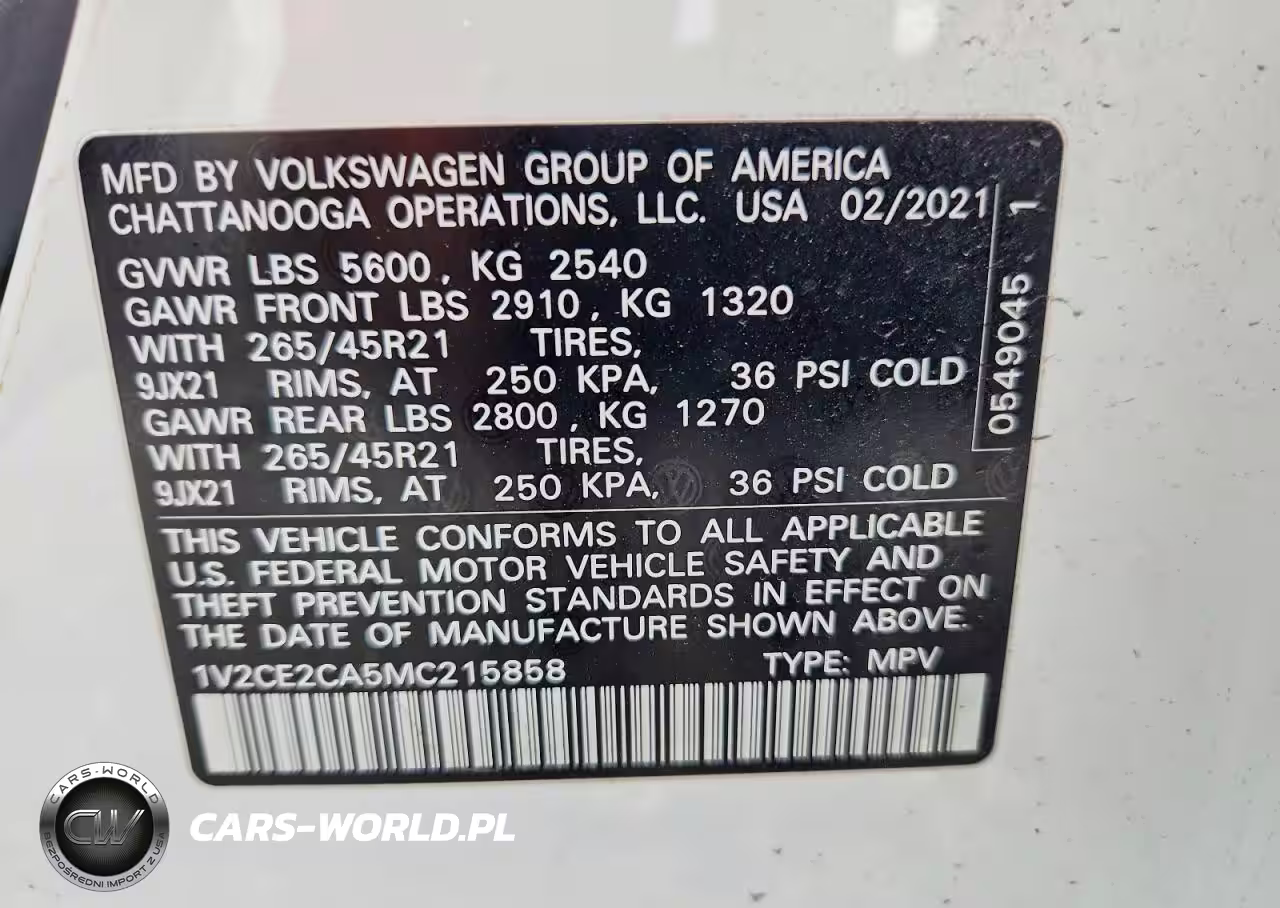 MFD BY VOLKSWAGEN GROUP OF AMERICA
CHATTANOOGA OPERATIONS, LLC. USA 02/2021
GVWR LBS 5600, KG 2540
GAWR FRONT LBS 2910, KG 1320
WITH 265/45R21 TIRES,
9JX21 RIMS, AT 250 KPA, 36 PSI COLD
GAWR REAR LBS 2800, KG 1270
WITH 265/45R21 TIRES,
9JX21 RIMS, AT 250 KPA, 36 PSI COLD
0549045 1
THIS VEHICLE CONFORMS TO ALL APPLICABLE
U.S. FEDERAL MOTOR VEHICLE SAFETY AND
THEFT PREVENTION STANDARDS IN EFFECT ON
THE DATE OF MANUFACTURE SHOWN ABOVE.
1V2CE2CA5MC215858 TYPE: MPV
CARS-WORLD
CW
BEZPOŚREDNI IMPORT Z USA
CARS-WORLD.PL